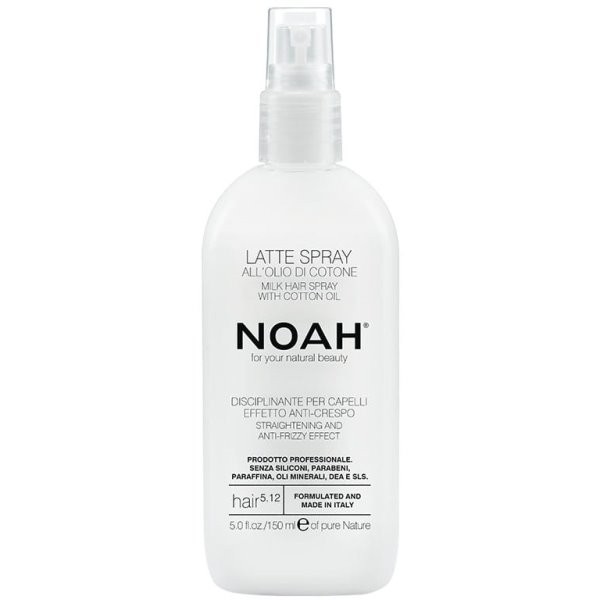 LATTE SPRAY
ALL'OLIO DI COTONE
MILK HAIR SPRAY
WITH COTTON OIL
NOAH®
for your natural beauty
DISCIPLINANTE PER CAPELLI
EFFETTO ANTI-CRESPO
STRAIGHTENING AND
ANTI-FRIZZY EFFECT
PRODOTTO PROFESSIONALE.
SENZA SILICONI, PARABENI,
PARAFFINA, OLI MINERALI, DEA E SLS.
hair5.12
FORMULATED AND
MADE IN ITALY
5.0 fl.oz./150 ml ℮ of pure Nature